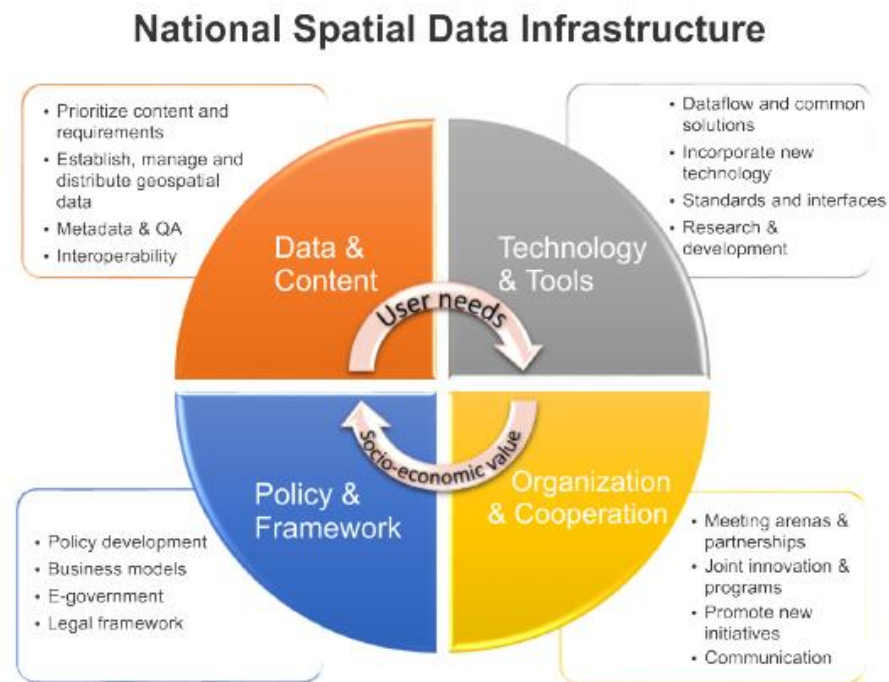 National Spatial Data Infrastructure
• Prioritize content and
requirements
• Establish, manage and
distribute geospatial
data
• Metadata & QA
• Interoperability
• Dataflow and common
solutions
• Incorporate new
technology
• Standards and interfaces
• Research &
development
Data &
Content
Technology
& Tools
User needs
Socio-economic value
Policy &
Framework
Organization
& Cooperation
• Policy development
• Business models
• E-government
• Legal framework
• Meeting arenas &
partnerships
• Joint innovation &
programs
• Promote new
initiatives
• Communication